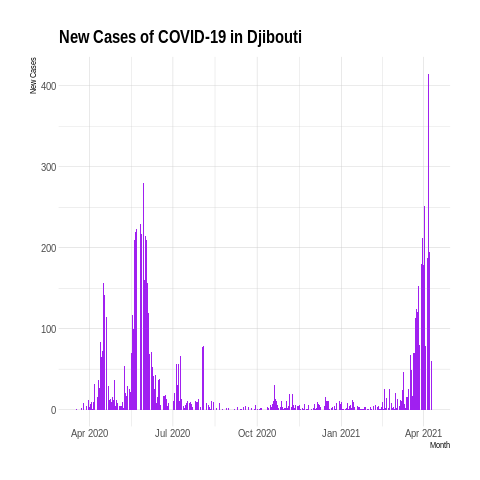 New Cases of COVID-19 in Djibouti
New Cases
400
300
200
100
0
Apr 2020
Jul 2020
Oct 2020
Jan 2021
Apr 2021
Month